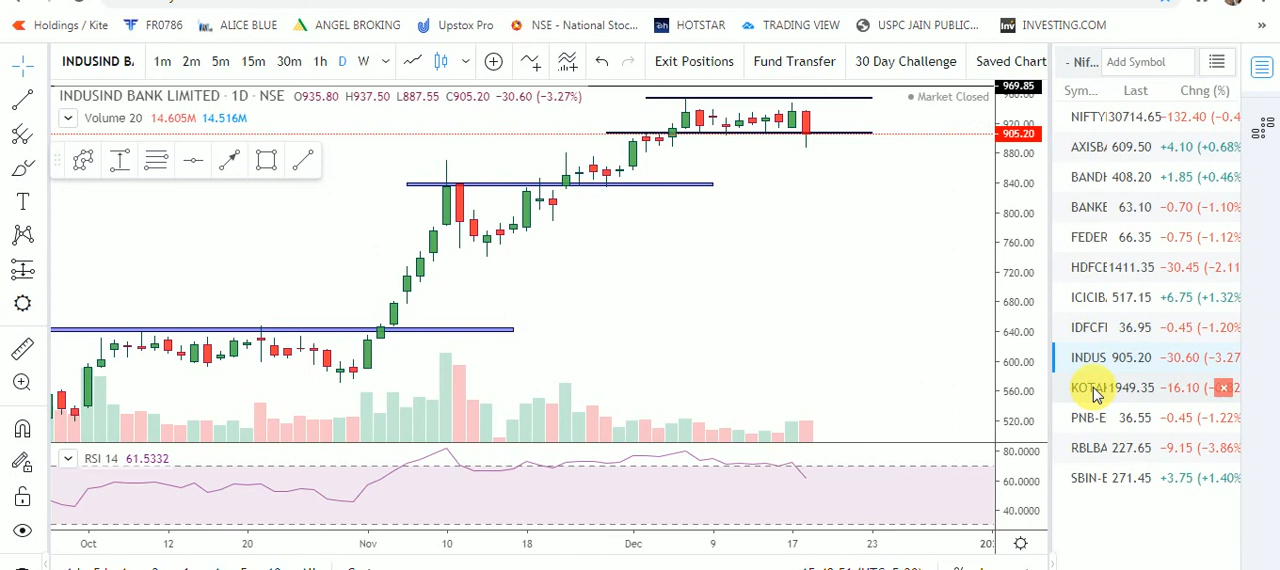 Holdings / Kite FR0786 ALICE BLUE ANGEL BROKING Upstox Pro NSE - National Stoc... HOTSTAR TRADING VIEW USPC JAIN PUBLIC... INVESTING.COM »
INDUSIND BA 1m 2m 5m 15m 30m 1h D W Exit Positions Fund Transfer 30 Day Challenge Saved Chart
- Nif... Add Symbol
INDUSIND BANK LIMITED · 1D · NSE O935.80 H937.50 L887.55 C905.20 -30.60 (-3.27%)
Market Closed
Volume 20 14.605M 14.516M
969.85
920.00
905.20
880.00
840.00
800.00
760.00
720.00
680.00
640.00
600.00
560.00
520.00
Sym... Last Chng (%)
NIFTY 30714.65 -132.40 (-0.4
AXISBA 609.50 +4.10 (+0.68%
BANDH 408.20 +1.85 (+0.46%
BANKE 63.10 -0.70 (-1.10%
FEDER 66.35 -0.75 (-1.12%
HDFCE 1411.35 -30.45 (-2.11
ICICIB, 517.15 +6.75 (+1.32%
IDFCFI 36.95 -0.45 (-1.20%
INDUS 905.20 -30.60 (-3.27
KOTAK 1949.35 -16.10 (
PNB-E 36.55 -0.45 (-1.22%
RBLBA 227.65 -9.15 (-3.86%
SBIN-E 271.45 +3.75 (+1.40%
RSI 14 61.5332
80.0000
60.0000
40.0000
Oct 12 20 Nov 10 18 Dec 9 17 23